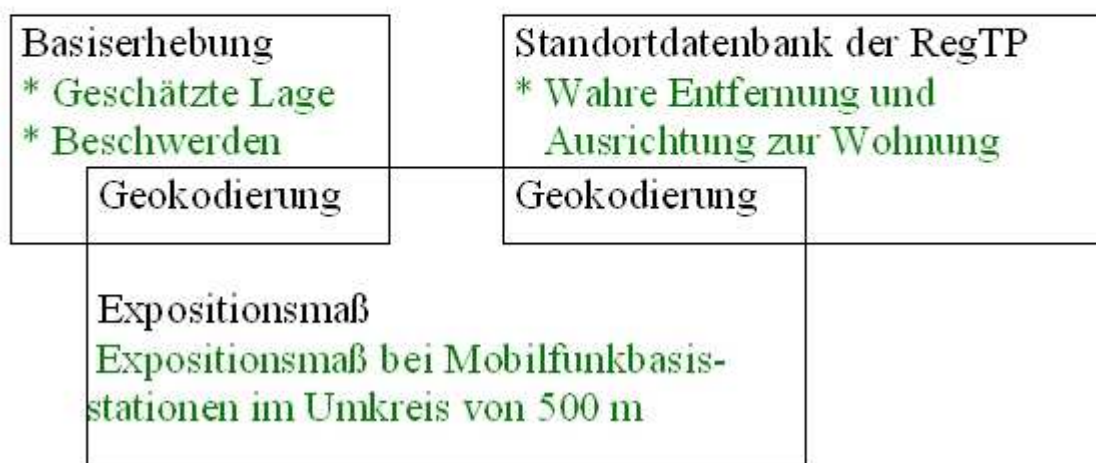 Basiserhebung
* Geschätzte Lage
* Beschwerden
Standortdatenbank der RegTP
* Wahre Entfernung und
Ausrichtung zur Wohnung
Geokodierung
Geokodierung
Expositionsmaß
Expositionsmaß bei Mobilfunkbasis-
stationen im Umkreis von 500 m